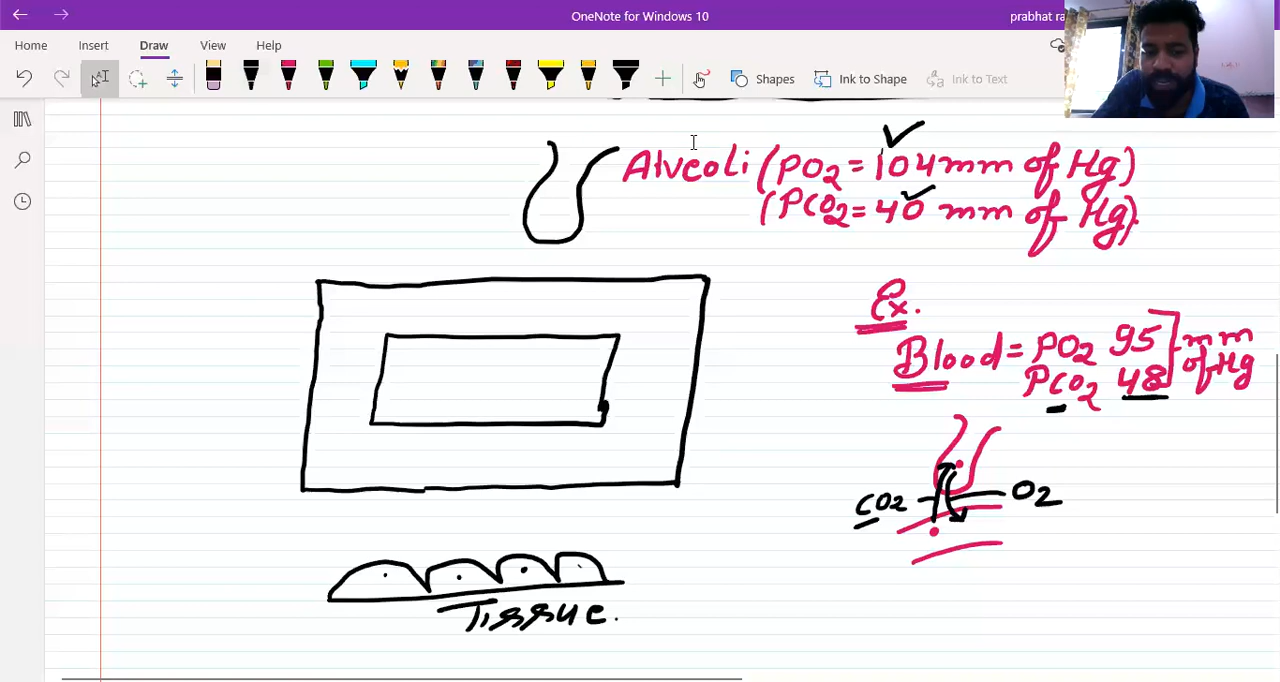 OneNote for Windows 10
prabhat ra
Home Insert Draw View Help
Shapes Ink to Shape Ink to Text
Alveoli (PO2 = 104 mm of Hg)
(PCO2 = 40 mm of Hg).
Ex.
Blood = PO2 95 ] mm
PCO2 48 of Hg
CO2 O2
Tissue.